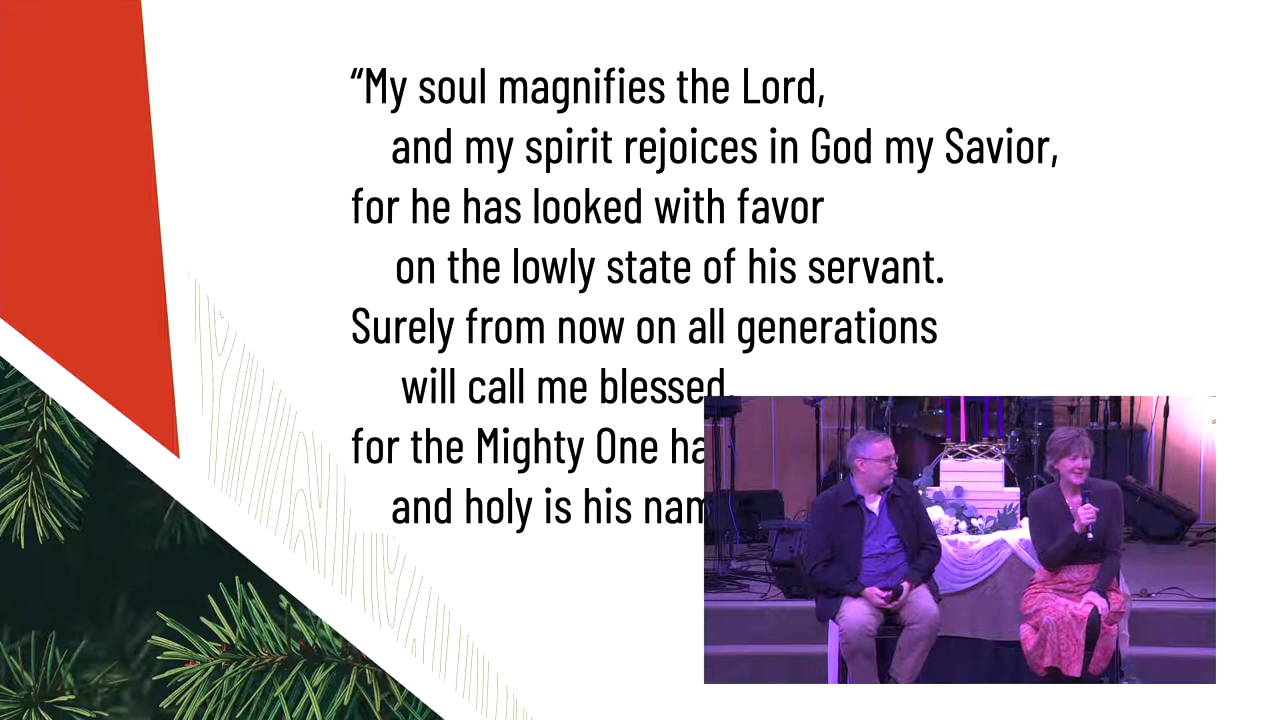 “My soul magnifies the Lord,
and my spirit rejoices in God my Savior,
for he has looked with favor
on the lowly state of his servant.
Surely from now on all generations
will call me blessed,
for the Mighty One ha
and holy is his nam